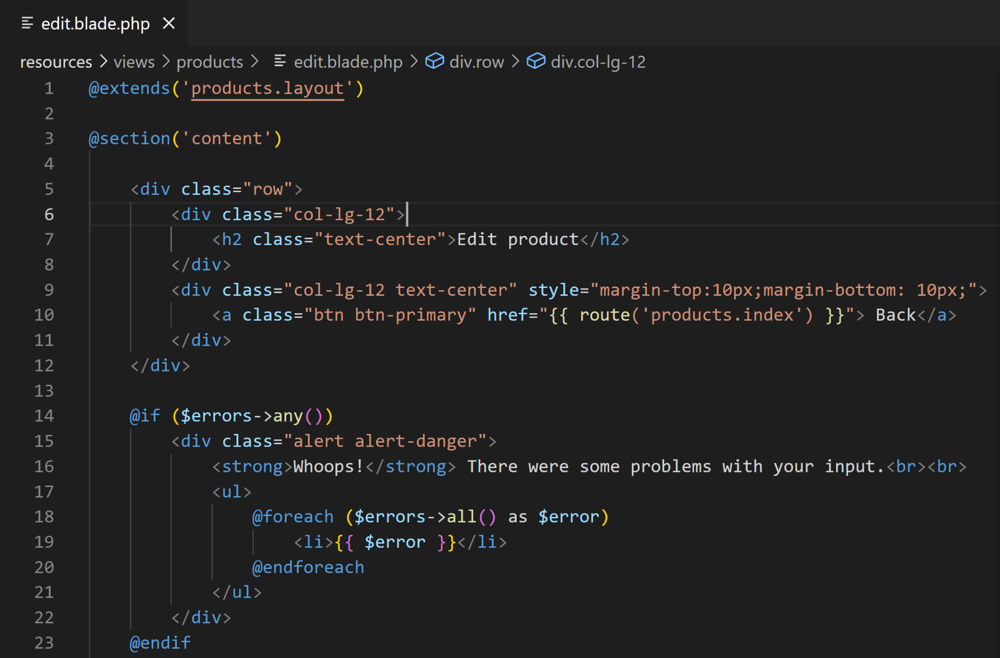 edit.blade.php
resources > views > products > edit.blade.php > div.row > div.col-lg-12
1 @extends('products.layout')
2
3 @section('content')
4
5     <div class="row">
6         <div class="col-lg-12">
7             <h2 class="text-center">Edit product</h2>
8         </div>
9         <div class="col-lg-12 text-center" style="margin-top:10px;margin-bottom: 10px;">
10             <a class="btn btn-primary" href="{{ route('products.index') }}"> Back</a>
11         </div>
12     </div>
13
14     @if ($errors->any())
15         <div class="alert alert-danger">
16             <strong>Whoops!</strong> There were some problems with your input.<br><br>
17             <ul>
18                 @foreach ($errors->all() as $error)
19                     <li>{{ $error }}</li>
20                 @endforeach
21             </ul>
22         </div>
23     @endif